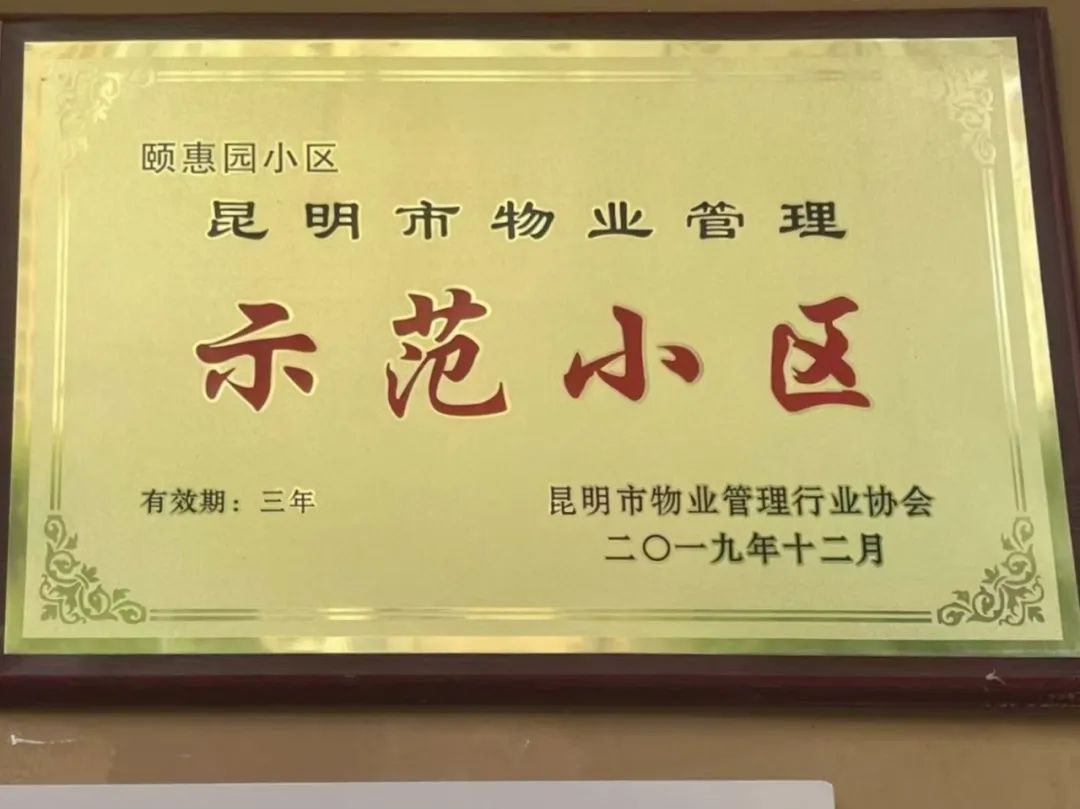 颐惠园小区
昆明市物业管理
示范小区
有效期：三年
昆明市物业管理行业协会
二〇一九年十二月